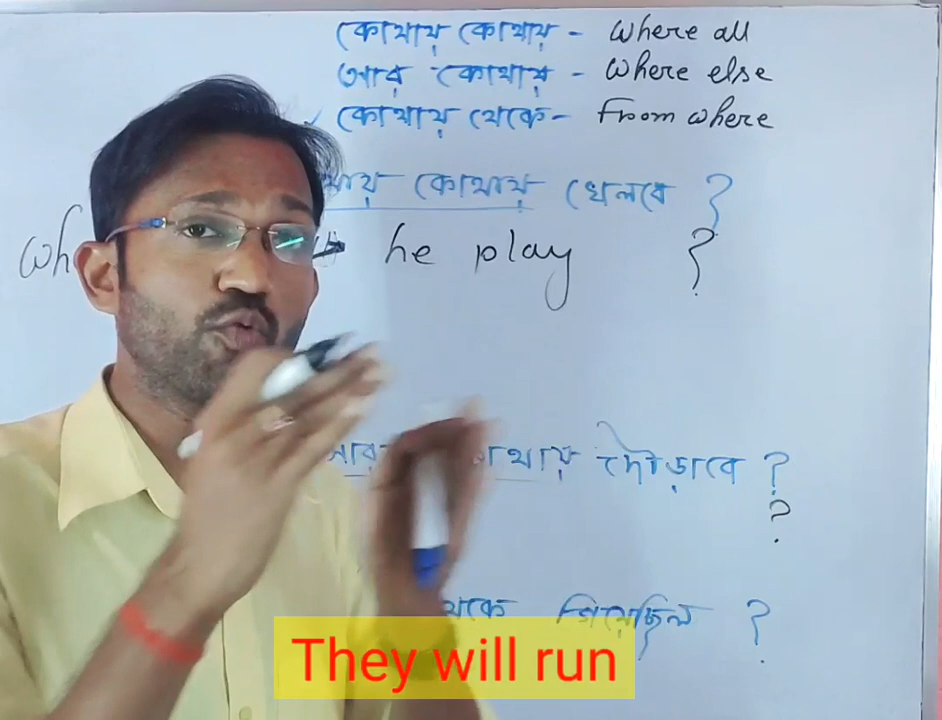 কোথায় কোথায় - Where all
আর কোথায় - Where else
কোথায় থেকে - From where
কোথায় খেলবে ?
he play ?
দৌড়াবে ?
?
থেকে গিয়েছিল ?
They will run